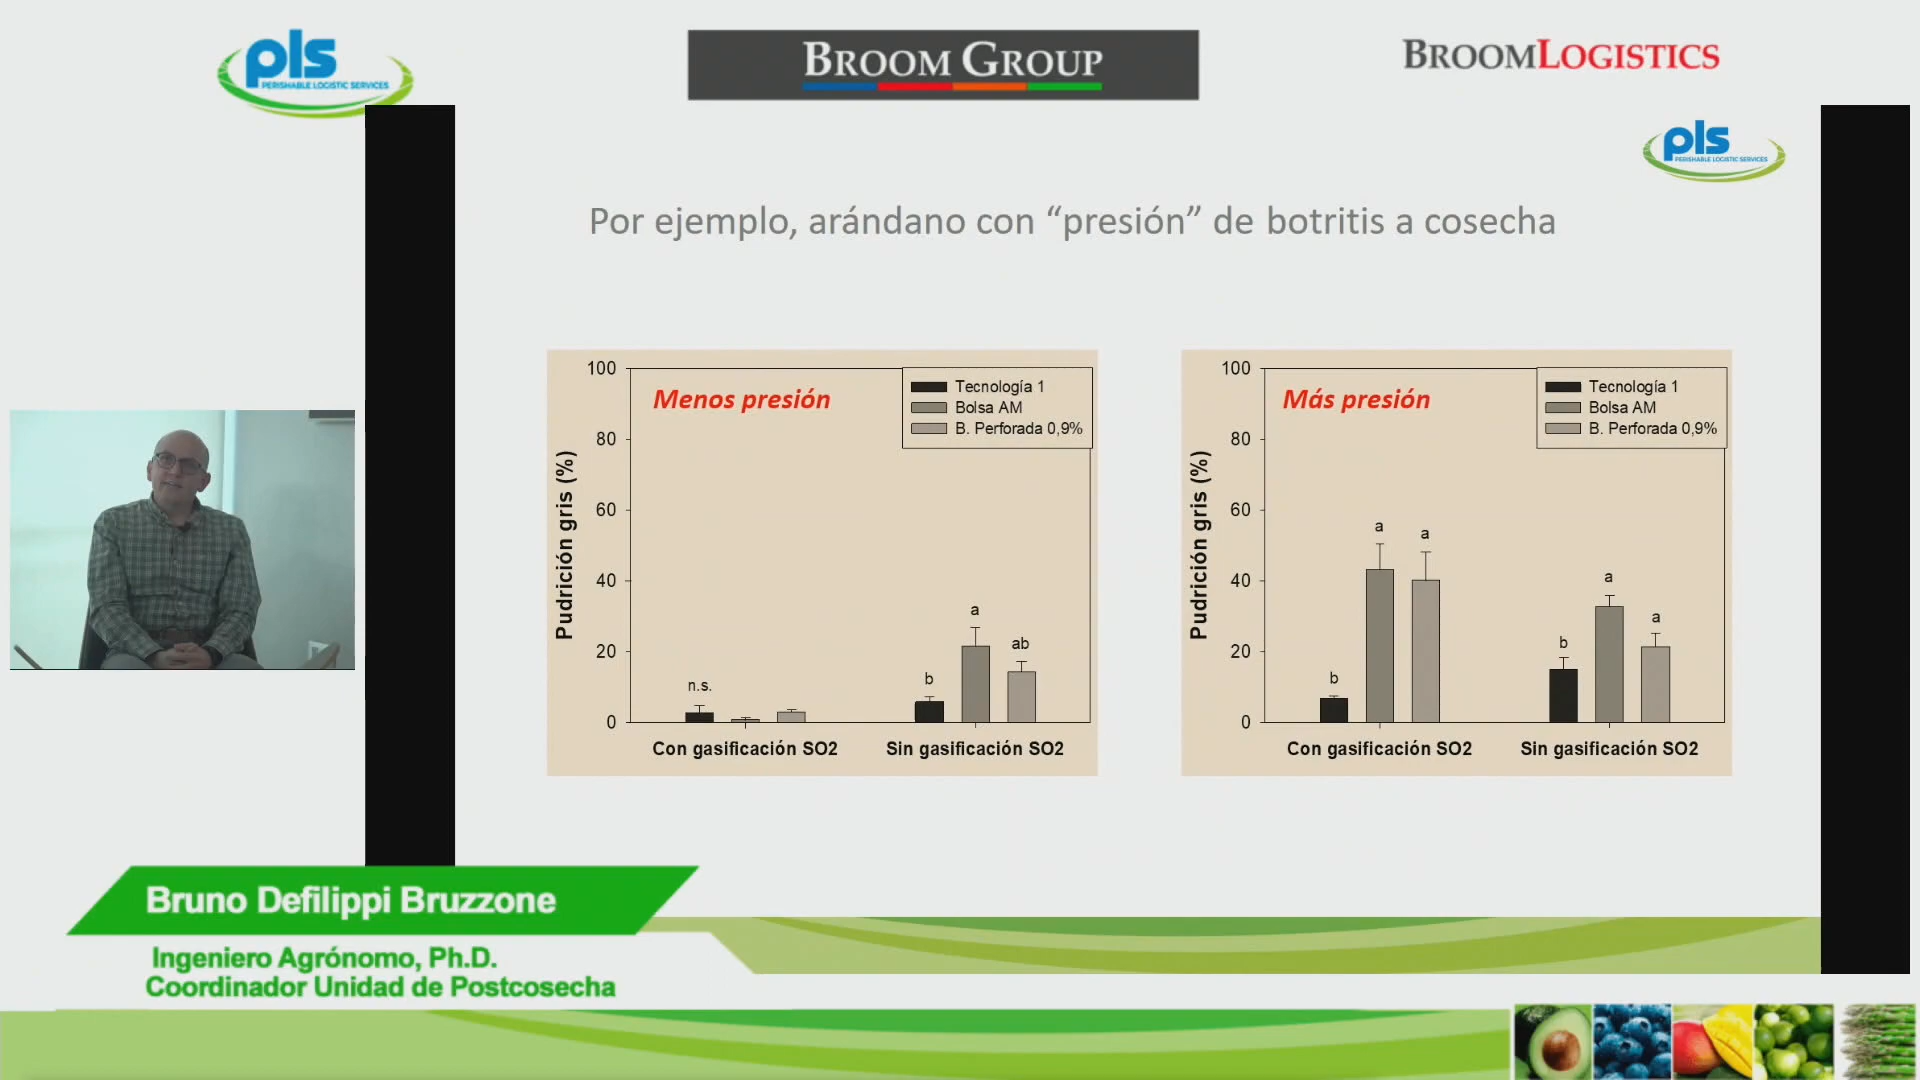 pls
PERISHABLE LOGISTIC SERVICES
BROOM GROUP
BROOMLOGISTICS
pls
PERISHABLE LOGISTIC SERVICES
Por ejemplo, arándano con “presión” de botritis a cosecha
Menos presión
Tecnología 1
Bolsa AM
B. Perforada 0,9%
Pudrición gris (%)
100
80
60
40
20
0
n.s.
b
a
ab
Con gasificación SO2
Sin gasificación SO2
Más presión
Tecnología 1
Bolsa AM
B. Perforada 0,9%
Pudrición gris (%)
100
80
60
40
20
0
b
a
a
b
a
a
Con gasificación SO2
Sin gasificación SO2
Bruno Defilippi Bruzzone
Ingeniero Agrónomo, Ph.D.
Coordinador Unidad de Postcosecha